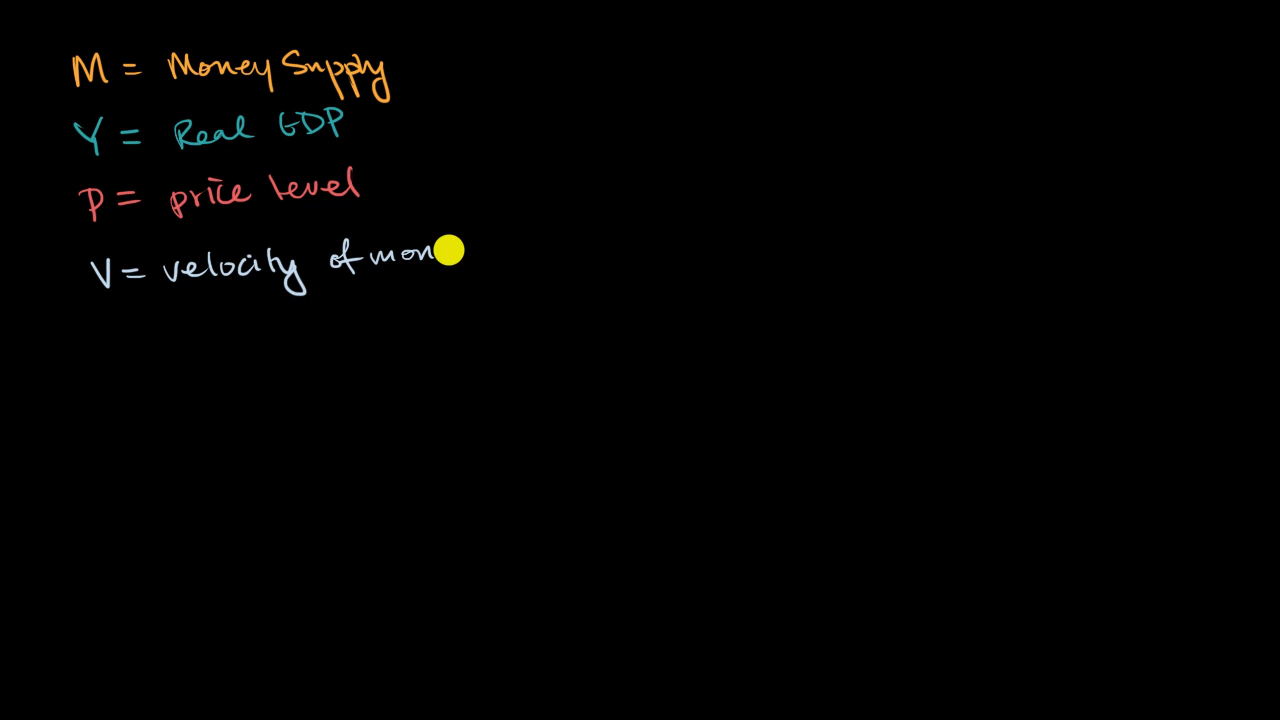 M = Money Supply
Y = Real GDP
P = price level
V = velocity of mon